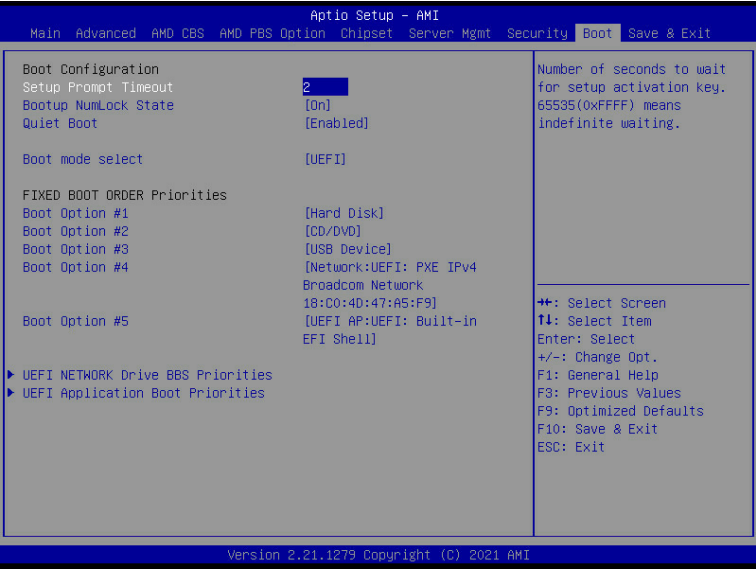 Aptio Setup – AMI
Main Advanced AMD CBS AMD PBS Option Chipset Server Mgmt Security Boot Save & Exit
Boot Configuration
Setup Prompt Timeout 2
Bootup NumLock State [On]
Quiet Boot [Enabled]
Boot mode select [UEFI]
FIXED BOOT ORDER Priorities
Boot Option #1 [Hard Disk]
Boot Option #2 [CD/DVD]
Boot Option #3 [USB Device]
Boot Option #4 [Network:UEFI: PXE IPv4
Broadcom Network
18:C0:4D:47:A5:F9]
Boot Option #5 [UEFI AP:UEFI: Built-in
EFI Shell]
UEFI NETWORK Drive BBS Priorities
UEFI Application Boot Priorities
Number of seconds to wait
for setup activation key.
65535(0xFFFF) means
indefinite waiting.
→←: Select Screen
↑↓: Select Item
Enter: Select
+/-: Change Opt.
F1: General Help
F3: Previous Values
F9: Optimized Defaults
F10: Save & Exit
ESC: Exit
Version 2.21.1279 Copyright (C) 2021 AMI